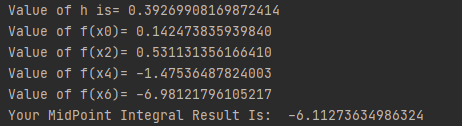 Value of h is= 0.39269908169872414
Value of f(x0)= 0.142473835939840
Value of f(x2)= 0.531131356166410
Value of f(x4)= -1.47536487824003
Value of f(x6)= -6.98121796105217
Your MidPoint Integral Result Is:  -6.11273634986324